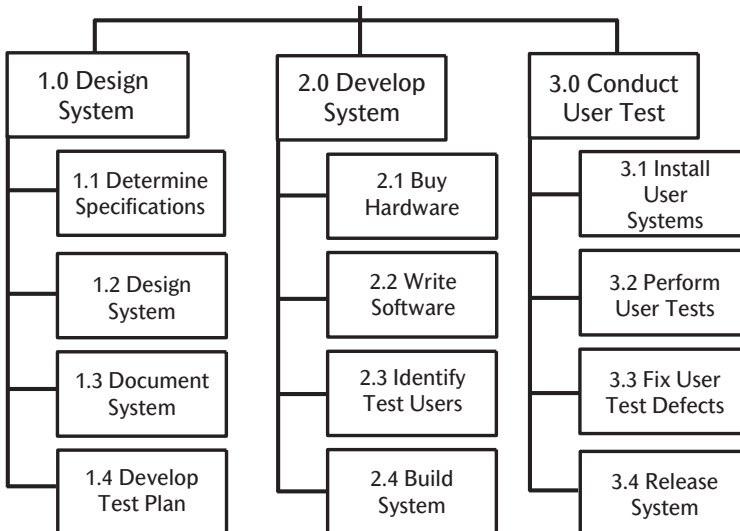 1.0 Design
System
1.1 Determine
Specifications
1.2 Design
System
1.3 Document
System
1.4 Develop
Test Plan
2.0 Develop
System
2.1 Buy
Hardware
2.2 Write
Software
2.3 Identify
Test Users
2.4 Build
System
3.0 Conduct
User Test
3.1 Install
User
Systems
3.2 Perform
User Tests
3.3 Fix User
Test Defects
3.4 Release
System